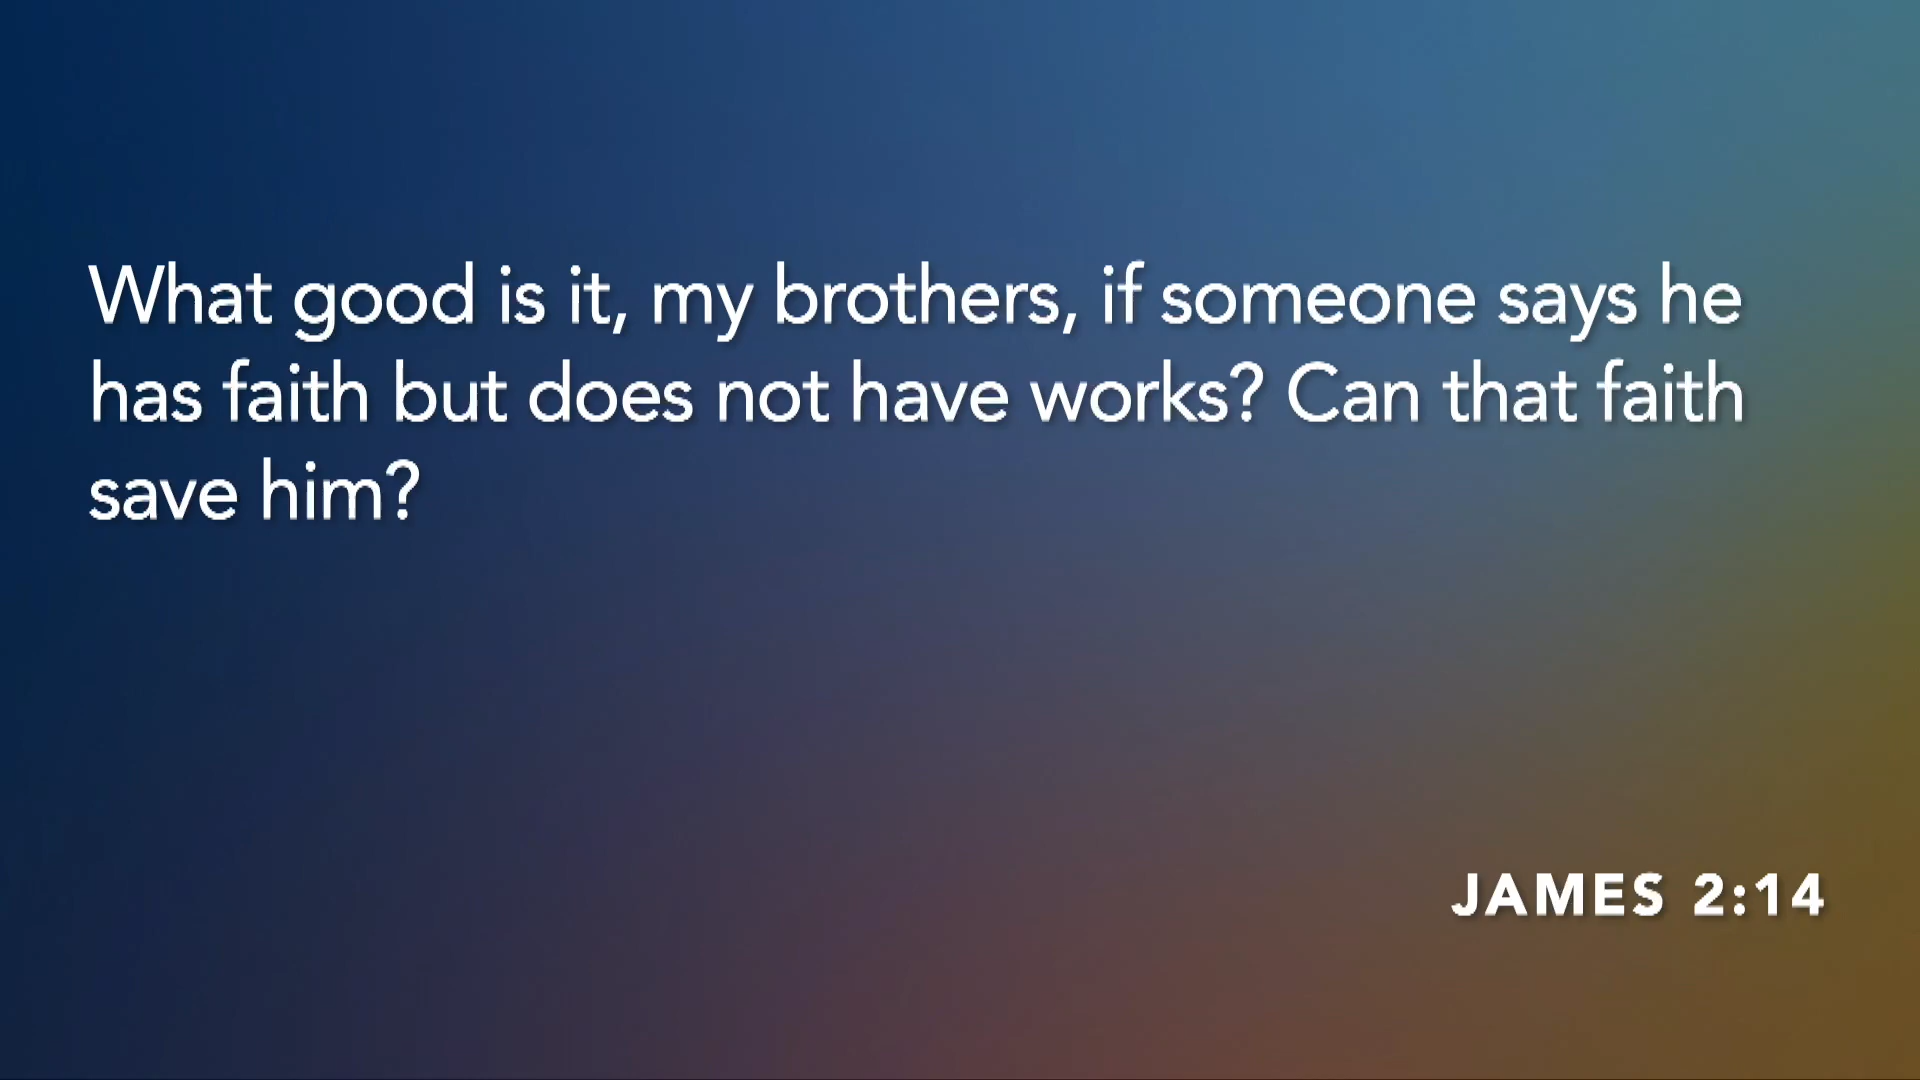 What good is it, my brothers, if someone says he
has faith but does not have works? Can that faith
save him?
JAMES 2:14